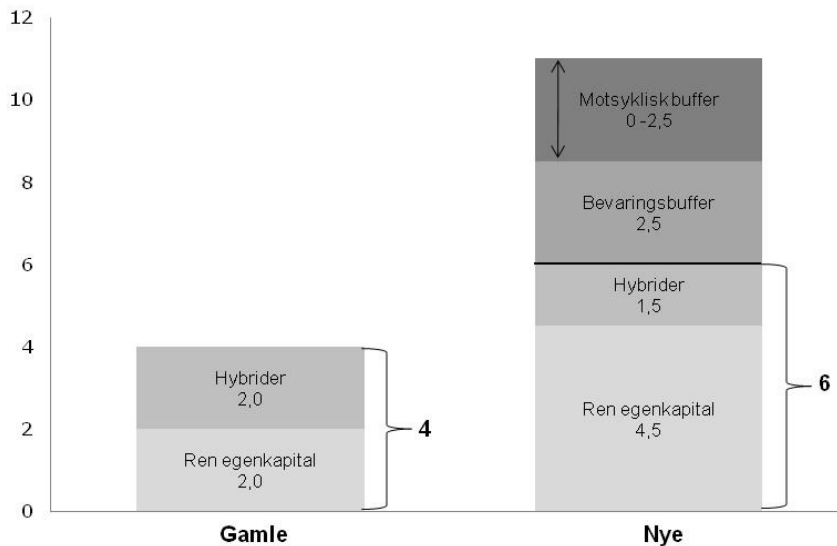 12
10
8
6
4
2
0
Motsyklisk buffer
0 -2,5
Bevaringsbuffer
2,5
Hybrider
1,5
6
Ren egenkapital
4,5
Hybrider
2,0
4
Ren egenkapital
2,0
Gamle
Nye